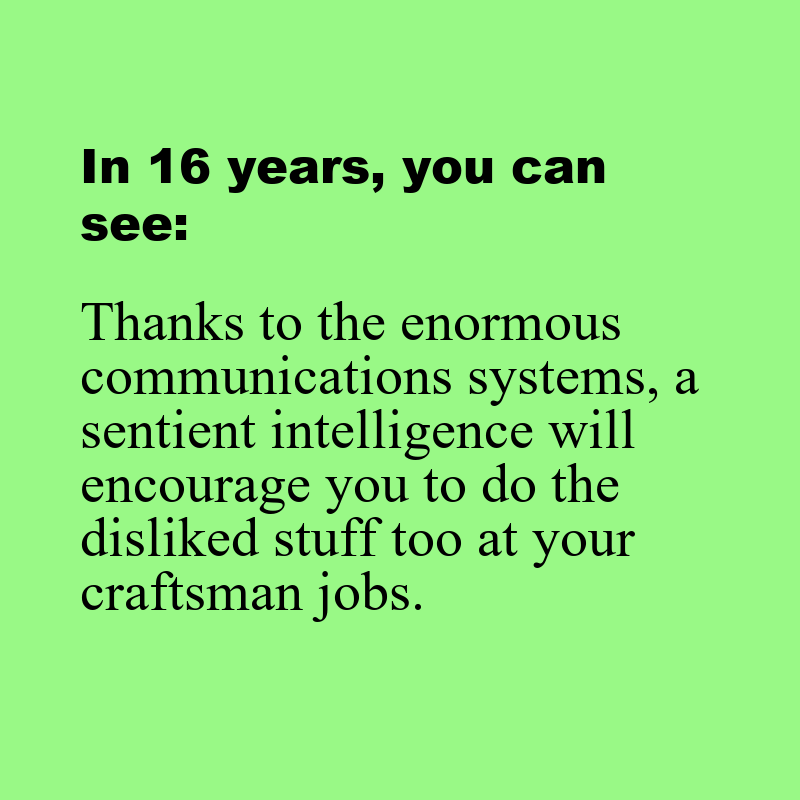 In 16 years, you can
see:
Thanks to the enormous
communications systems, a
sentient intelligence will
encourage you to do the
disliked stuff too at your
craftsman jobs.